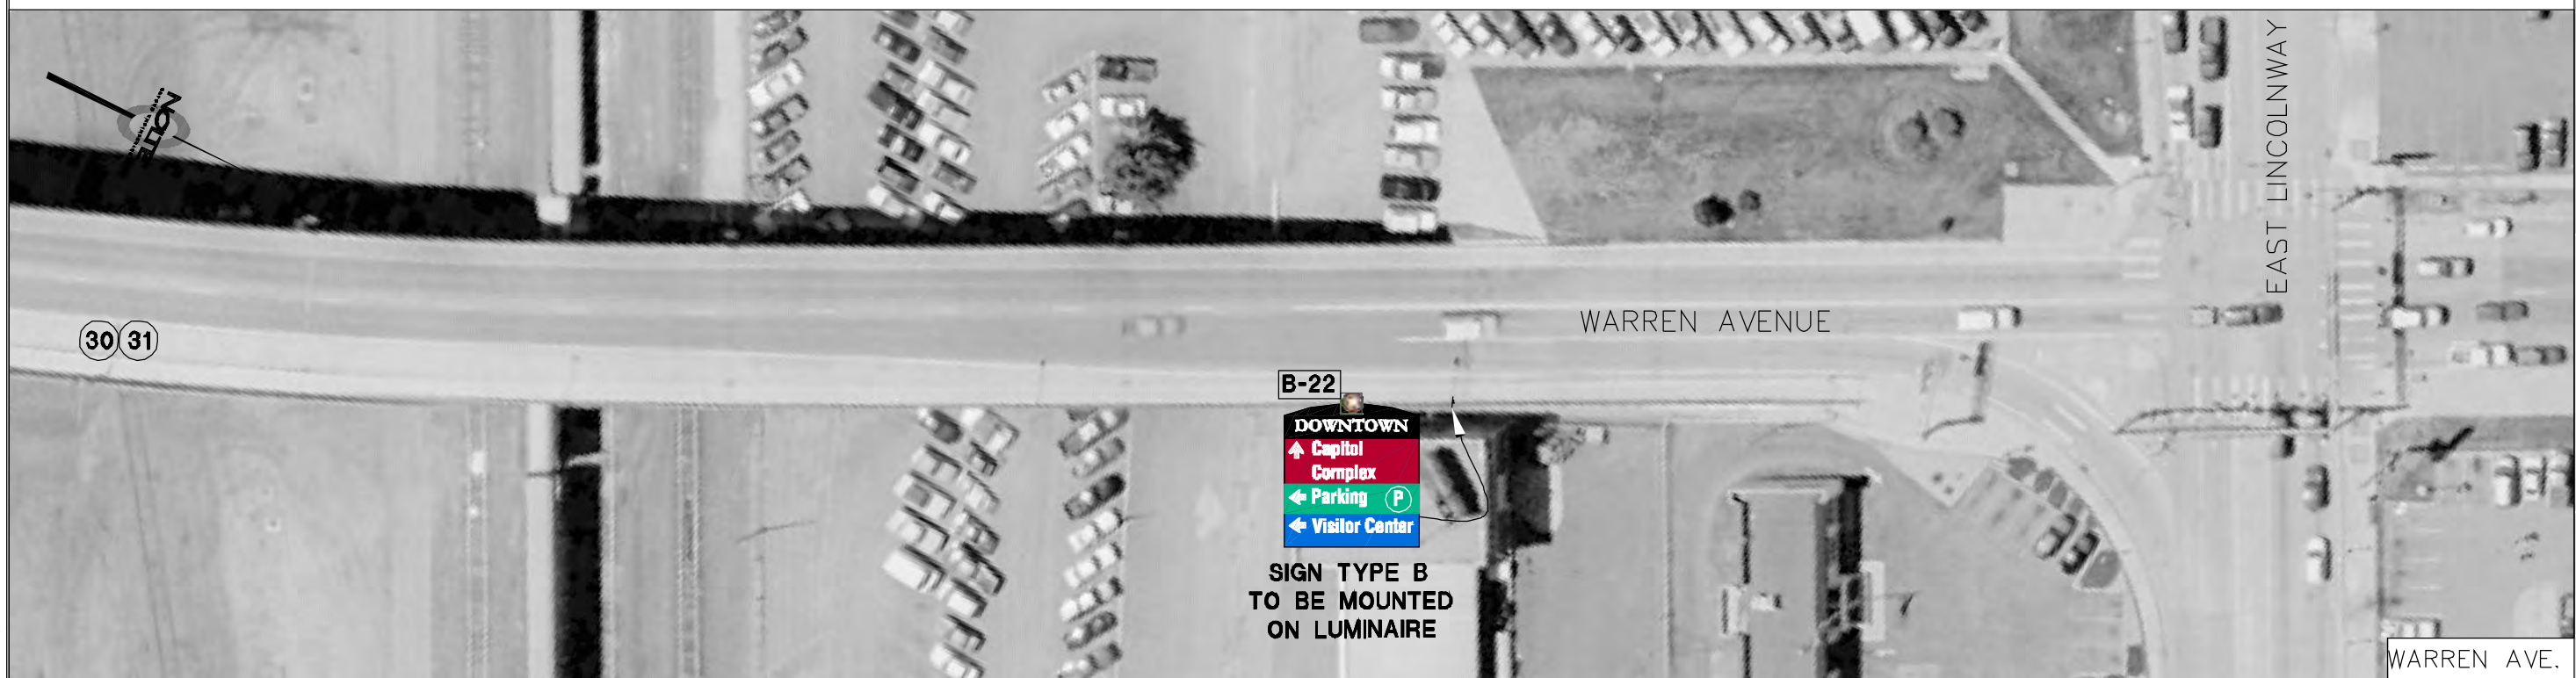 EAST LINCOLNWAY
WARREN AVENUE
30 31
B-22
DOWNTOWN
Capitol
Complex
Parking P
Visitor Center
SIGN TYPE B
TO BE MOUNTED
ON LUMINAIRE
WARREN AVE.